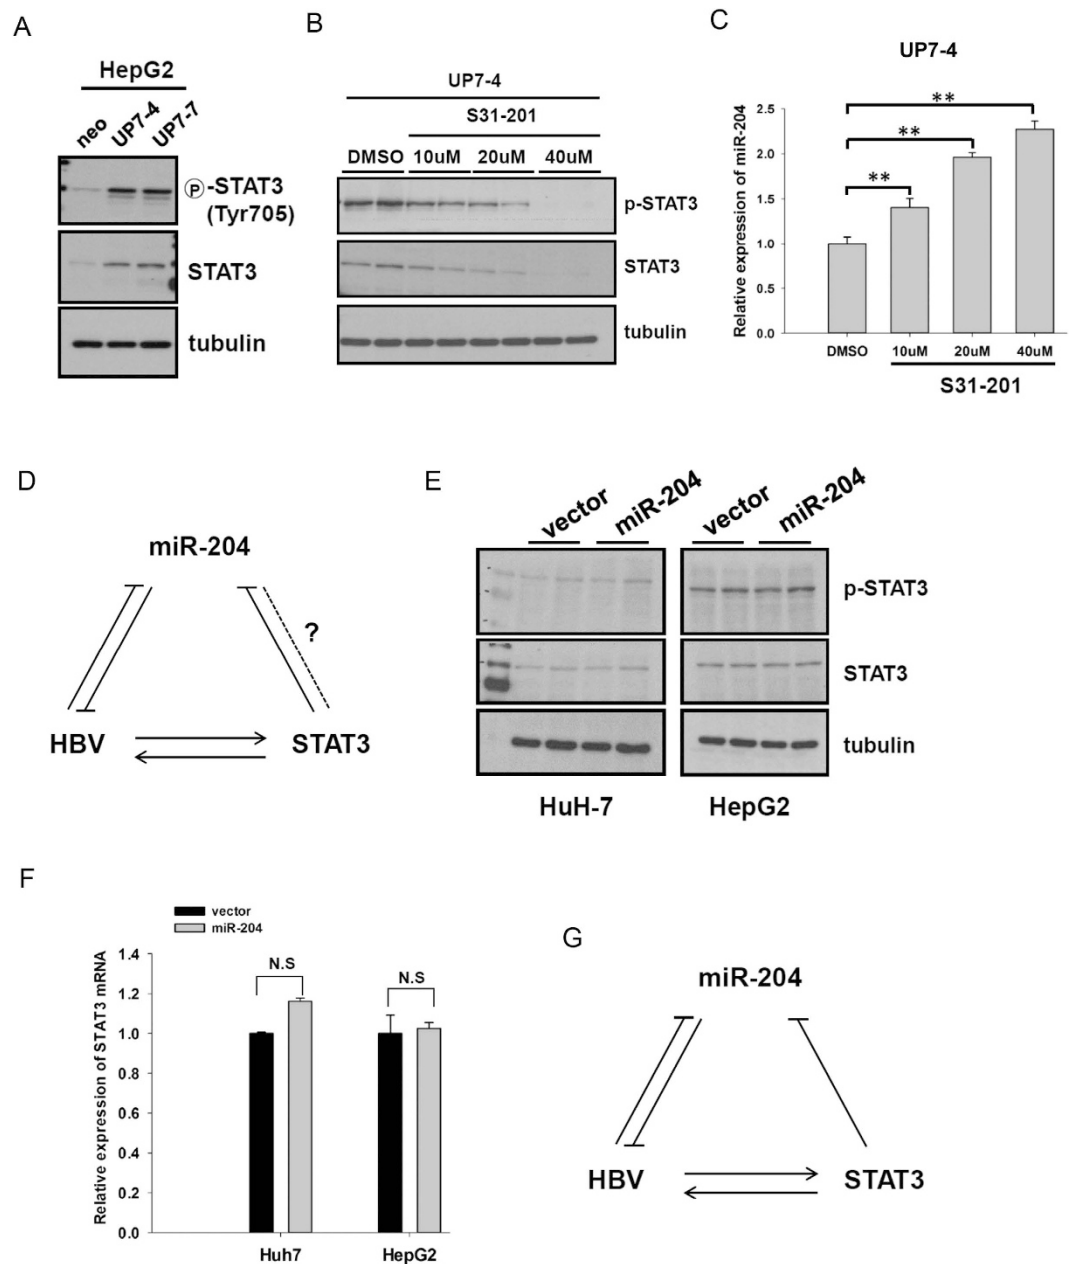 A
HepG2
neo UP7-4 UP7-7
P-STAT3
(Tyr705)
STAT3
tubulin
B
UP7-4
S31-201
DMSO 10uM 20uM 40uM
p-STAT3
STAT3
tubulin
C
UP7-4
Relative expression of miR-204
2.5
2.0
1.5
1.0
0.5
0.0
**
**
**
DMSO 10uM 20uM 40uM
S31-201
D
miR-204
?
HBV STAT3
E
vector miR-204 vector miR-204
p-STAT3
STAT3
tubulin
HuH-7 HepG2
F
vector
miR-204
Relative expression of STAT3 mRNA
1.4
1.2
1.0
0.8
0.6
0.4
0.2
0.0
N.S N.S
Huh7 HepG2
G
miR-204
HBV STAT3